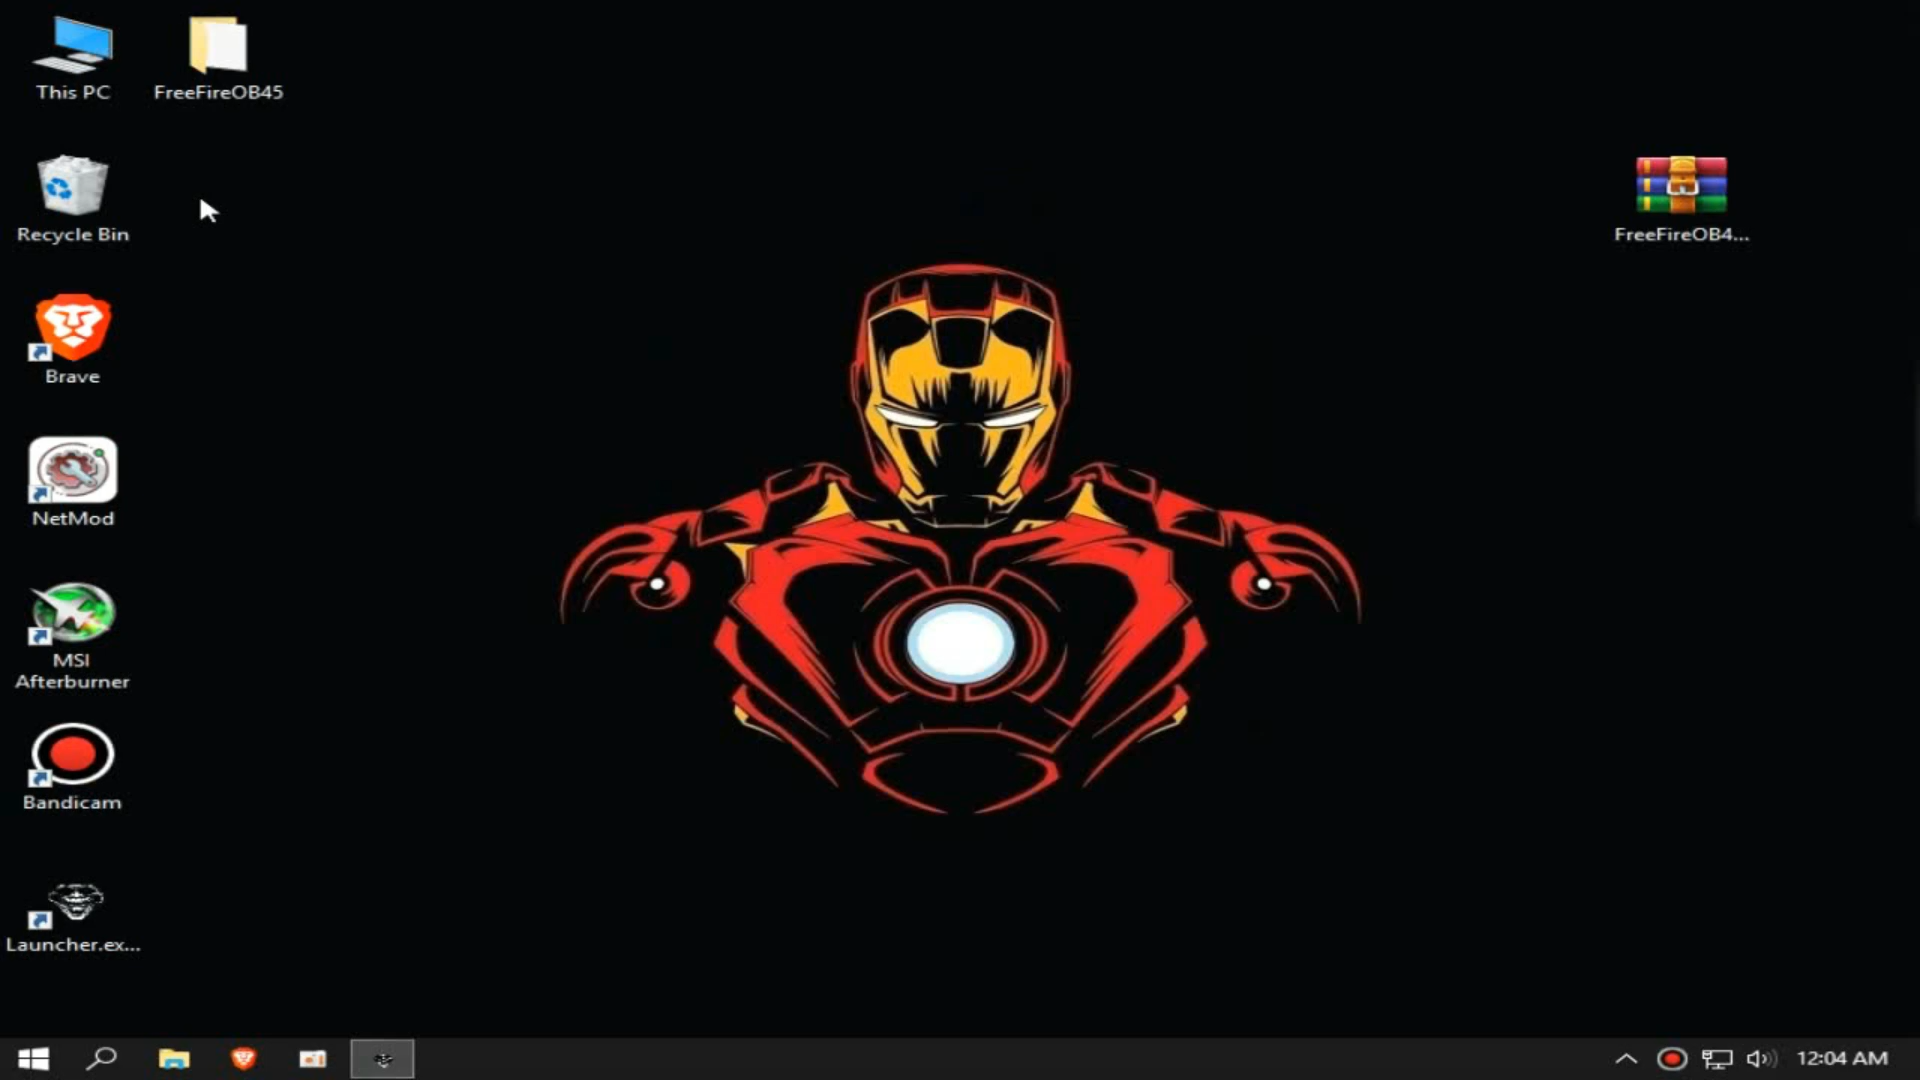 This PC
FreeFireOB45
Recycle Bin
FreeFireOB4...
Brave
NetMod
MSI
Afterburner
Bandicam
Launcher.ex...
12:04 AM